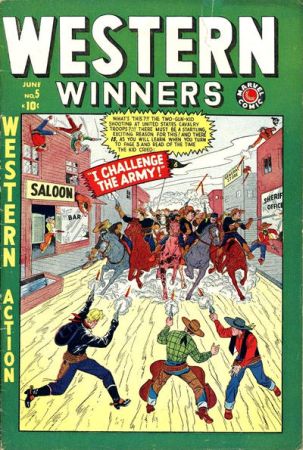 WESTERN
WINNERS
JUNE
NO.5
10¢
MARVEL
COMIC
WHAT'S THIS?!! THE TWO-GUN-KID
SHOOTING AT UNITED STATES CAVALRY
TROOPS?!! THERE MUST BE A STARTLING,
EXCITING REASON FOR THIS! AND THERE
IS, AS YOU WILL LEARN WHEN YOU TURN
TO PAGE 3 AND READ OF THE TIME
THE KID CRIED—
"I CHALLENGE
THE ARMY!"
WESTERN
ACTION
SALOON
BAR
STORE
SHERIFF
OFFICE